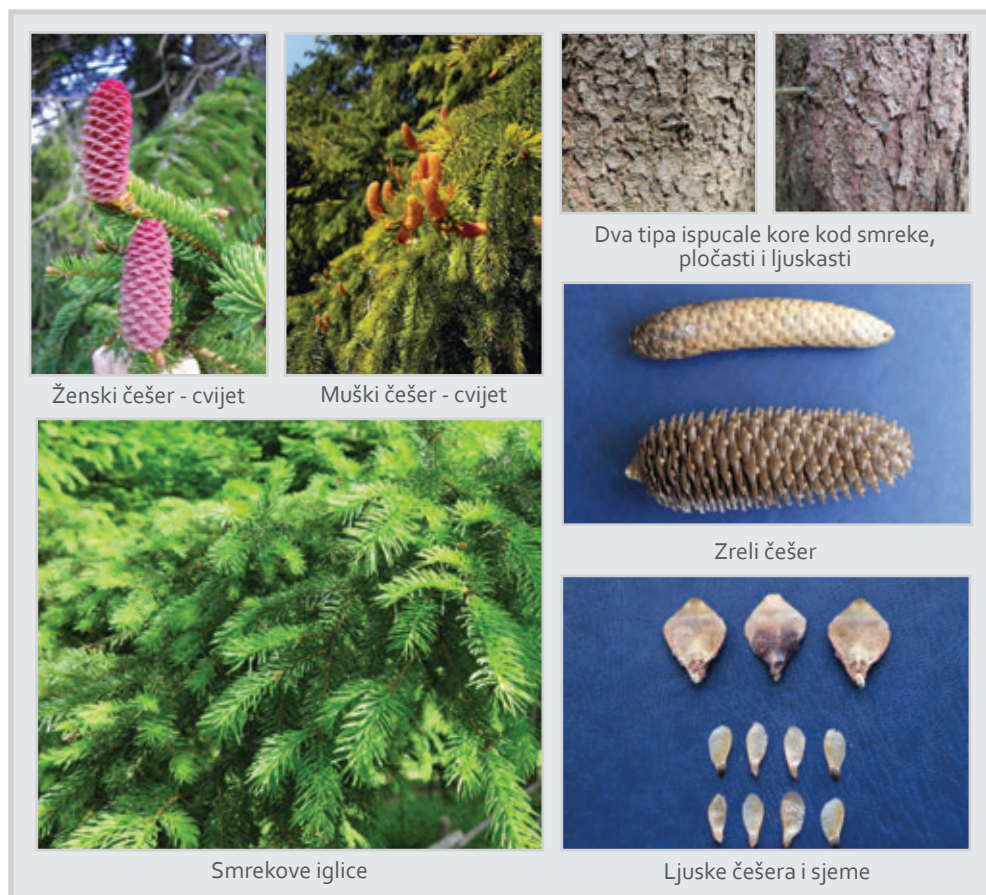 Ženski češer - cvijet
Muški češer - cvijet
Dva tipa ispucale kore kod smreke,
pločasti i ljuskasti
Zreli češer
Smrekove iglice
Ljuske češera i sjeme